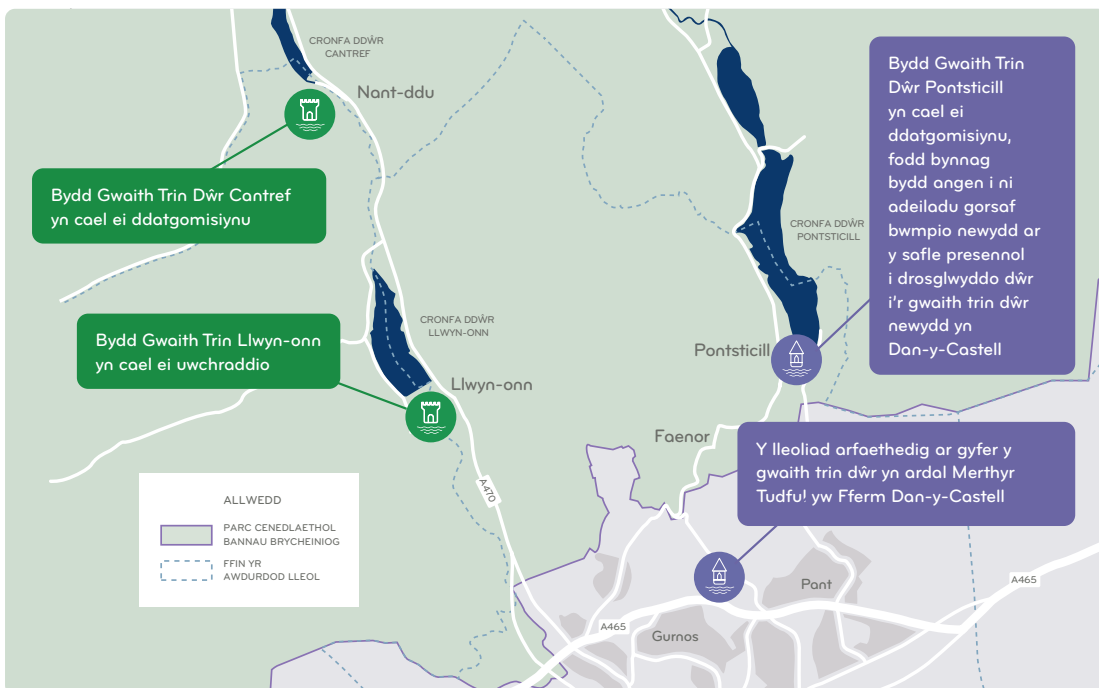 CRONFA DDŴR
CANTREF
Nant-ddu
Bydd Gwaith Trin Dŵr Cantref
yn cael ei ddatgomisiynu
Bydd Gwaith Trin
Dŵr Pontsticill
yn cael ei
ddatgomisiynu,
fodd bynnag
bydd angen i ni
adeiladu gorsaf
bwmpio newydd ar
y safle presennol
i drosglwyddo dŵr
i'r gwaith trin dŵr
newydd yn
Dan-y-Castell
CRONFA DDŴR
PONTSTICILL
CRONFA DDŴR
LLWYN-ONN
Bydd Gwaith Trin Llwyn-onn
yn cael ei uwchraddio
Pontsticill
Llwyn-onn
Faenor
Y lleoliad arfaethedig ar gyfer y
gwaith trin dŵr yn ardal Merthyr
Tudfu! yw Fferm Dan-y-Castell
A470
ALLWEDD
PARC CENEDLAETHOL
BANNAU BRYCHEINIOG
FFIN YR
AWDURDOD LLEOL
Pant
A465
A465
Gurnos